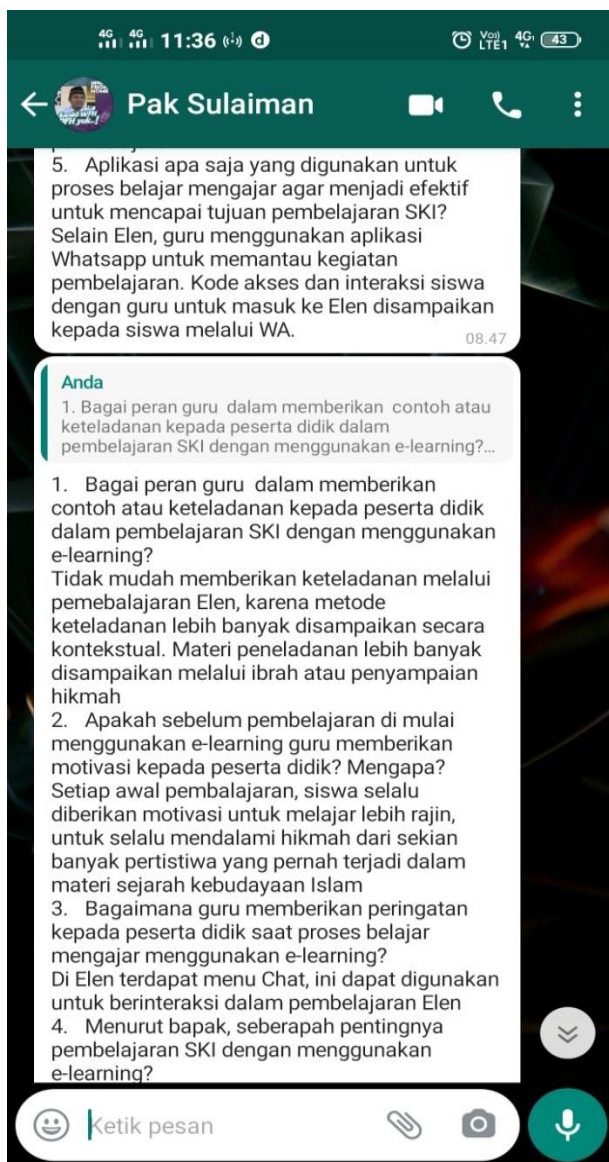 4G 4G 11:36
Vo))
LTE1 4G 43
Pak Sulaiman
5. Aplikasi apa saja yang digunakan untuk
proses belajar mengajar agar menjadi efektif
untuk mencapai tujuan pembelajaran SKI?
Selain Elen, guru menggunakan aplikasi
Whatsapp untuk memantau kegiatan
pembelajaran. Kode akses dan interaksi siswa
dengan guru untuk masuk ke Elen disampaikan
kepada siswa melalui WA.
08.47
Anda
1. Bagai peran guru dalam memberikan contoh atau
keteladanan kepada peserta didik dalam
pembelajaran SKI dengan menggunakan e-learning?...
1. Bagai peran guru dalam memberikan
contoh atau keteladanan kepada peserta didik
dalam pembelajaran SKI dengan menggunakan
e-learning?
Tidak mudah memberikan keteladanan melalui
pemebalajaran Elen, karena metode
keteladanan lebih banyak disampaikan secara
kontekstual. Materi peneladanan lebih banyak
disampaikan melalui ibrah atau penyampaian
hikmah
2. Apakah sebelum pembelajaran di mulai
menggunakan e-learning guru memberikan
motivasi kepada peserta didik? Mengapa?
Setiap awal pembalajaran, siswa selalu
diberikan motivasi untuk melajar lebih rajin,
untuk selalu mendalami hikmah dari sekian
banyak pertistiwa yang pernah terjadi dalam
materi sejarah kebudayaan Islam
3. Bagaimana guru memberikan peringatan
kepada peserta didik saat proses belajar
mengajar menggunakan e-learning?
Di Elen terdapat menu Chat, ini dapat digunakan
untuk berinteraksi dalam pembelajaran Elen
4. Menurut bapak, seberapah pentingnya
pembelajaran SKI dengan menggunakan
e-learning?
Ketik pesan